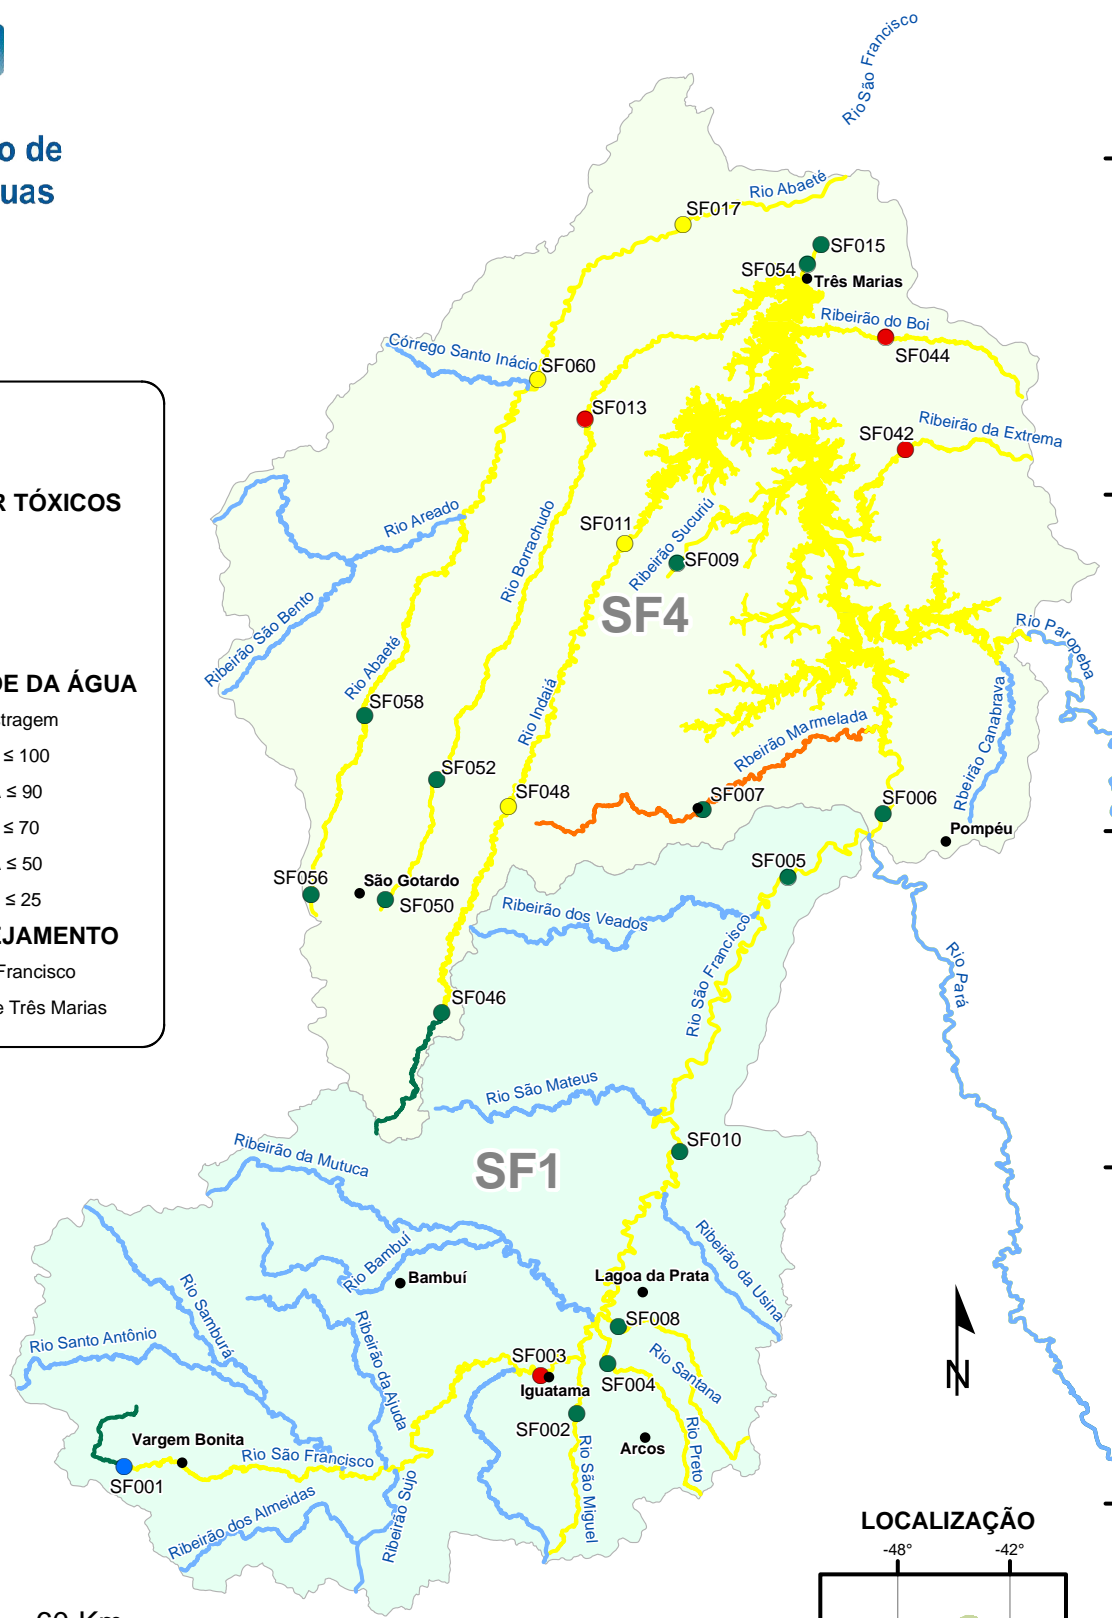 o de
uas
R TÓXICOS
DE DA ÁGUA
tragem
≤ 100
≤ 90
≤ 70
≤ 50
≤ 25
EJAMENTO
Francisco
e Três Marias
Rio São Francisco
Rio Abaeté
SF017
SF015
SF054
Três Marias
Ribeirão do Boi
SF044
Córrego Santo Inácio
SF060
SF013
SF042
Ribeirão da Extrema
Rio Areado
Rio Borrachudo
SF011
Ribeirão Sucuriú
SF009
SF4
Ribeirão São Bento
Rio Abaeté
Rio Paropeba
SF058
Rio Indaiá
Rbeirão Marmelada
Rbeirão Canabrava
SF052
SF048
SF007
SF006
Pompéu
SF056
São Gotardo
SF050
SF005
Ribeirão dos Veados
Rio São Francisco
Rio Pará
SF046
Rio São Mateus
SF010
Ribeirão da Mutuca
SF1
Rio Bambuí
Bambuí
Ribeirão da Usina
Lagoa da Prata
Rio Samburá
SF008
Rio Santo Antônio
Ribeirão da Ajuda
SF003
Iguatama
SF004
Rio Santana
SF002
Arcos
Rio Preto
Vargem Bonita
Rio São Francisco
SF001
Rio São Miguel
Ribeirão Sujo
Ribeirão dos Almeidas
N
LOCALIZAÇÃO
-48° -42°
60 Km